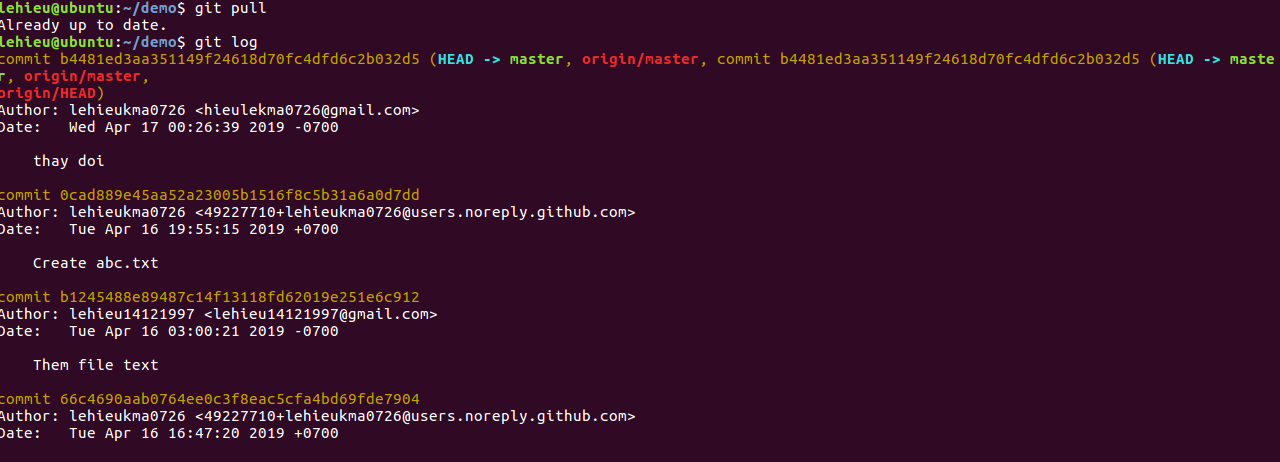 lehieu@ubuntu:~/demo$ git pull
Already up to date.
lehieu@ubuntu:~/demo$ git log
commit b4481ed3aa351149f24618d70fc4dfd6c2b032d5 (HEAD -> master, origin/master, commit b4481ed3aa351149f24618d70fc4dfd6c2b032d5 (HEAD -> maste
r, origin/master,
origin/HEAD)
Author: lehieukma0726 <hieulekma0726@gmail.com>
Date:   Wed Apr 17 00:26:39 2019 -0700
thay doi
commit 0cad889e45aa52a23005b1516f8c5b31a6a0d7dd
Author: lehieukma0726 <49227710+lehieukma0726@users.noreply.github.com>
Date:   Tue Apr 16 19:55:15 2019 +0700
Create abc.txt
commit b1245488e89487c14f13118fd62019e251e6c912
Author: lehieu14121997 <lehieu14121997@gmail.com>
Date:   Tue Apr 16 03:00:21 2019 -0700
Them file text
commit 66c4690aab0764ee0c3f8eac5cfa4bd69fde7904
Author: lehieukma0726 <49227710+lehieukma0726@users.noreply.github.com>
Date:   Tue Apr 16 16:47:20 2019 +0700